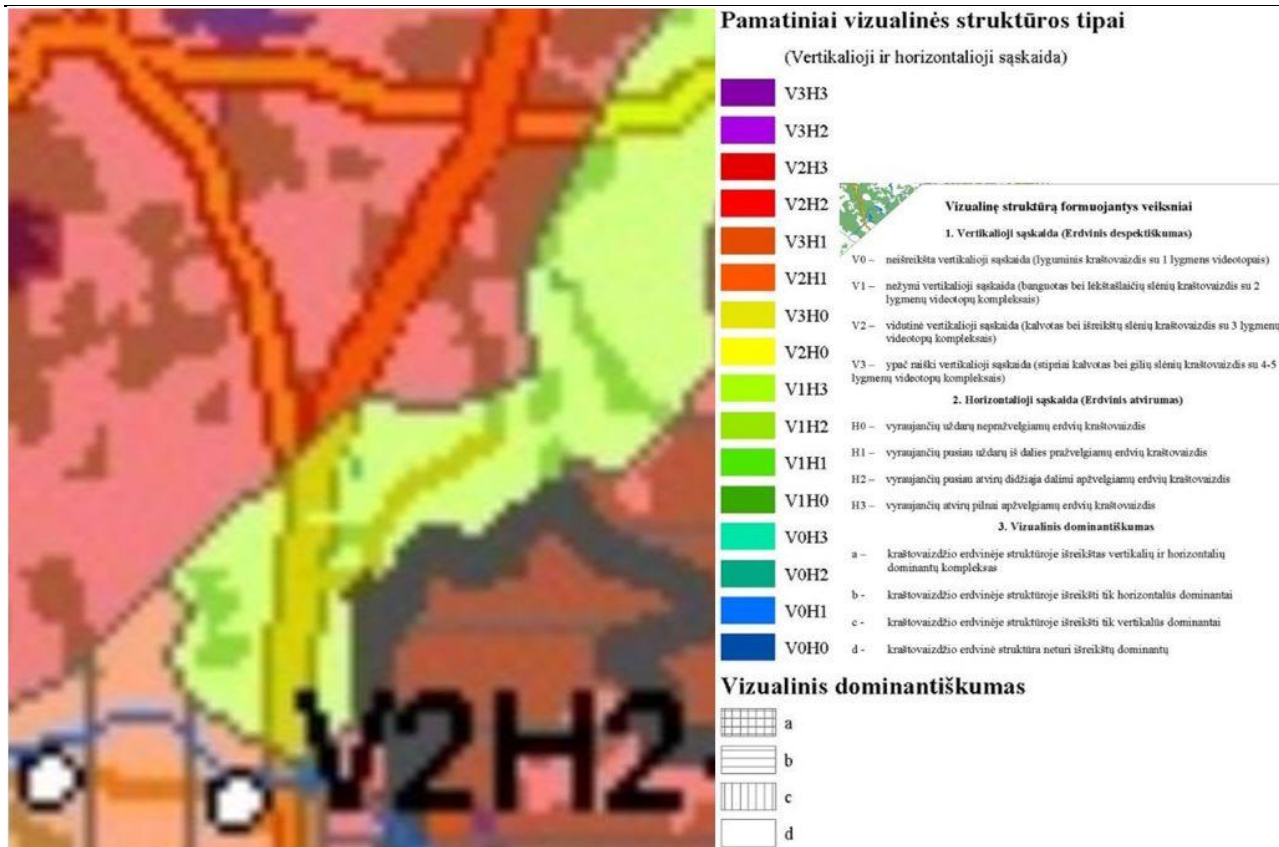 V2H2
Pamatiniai vizualinės struktūros tipai
(Vertikalioji ir horizontalioji sąskaida)
V3H3
V3H2
V2H3
V2H2
V3H1
V2H1
V3H0
V2H0
V1H3
V1H2
V1H1
V1H0
V0H3
V0H2
V0H1
V0H0
Vizualinę struktūrą formuojantys veiksniai
1. Vertikalioji sąskaida (Erdvinis despektiškumas)
V0 – neišreikšta vertikalioji sąskaida (lyguminis kraštovaizdis su 1 lygmens videotopais)
V1 – nežymi vertikalioji sąskaida (banguotas bei lėkštašlaičių slėnių kraštovaizdis su 2
lygmenų videotopų kompleksais)
V2 – vidutinė vertikalioji sąskaida (kalvotas bei išreikštų slėnių kraštovaizdis su 3 lygmenų
videotopų kompleksais)
V3 – ypač raiški vertikalioji sąskaida (stipriai kalvotas bei gilių slėnių kraštovaizdis su 4-5
lygmenų videotopų kompleksais)
2. Horizontalioji sąskaida (Erdvinis atvirumas)
H0 – vyraujančių uždarų nepražvelgiamų erdvių kraštovaizdis
H1 – vyraujančių pusiau uždarų iš dalies pražvelgiamų erdvių kraštovaizdis
H2 – vyraujančių pusiau atvirų didžiaja dalimi apžvelgiamų erdvių kraštovaizdis
H3 – vyraujančių atvirų pilnai apžvelgiamų erdvių kraštovaizdis
3. Vizualinis dominantiškumas
a – kraštovaizdžio erdvinėje struktūroje išreikštas vertikalių ir horizontalių
dominantų kompleksas
b - kraštovaizdžio erdvinėje struktūroje išreikšti tik horizontalūs dominantai
c - kraštovaizdžio erdvinėje struktūroje išreikšti tik vertikalūs dominantai
d - kraštovaizdžio erdvinė struktūra neturi išreikštų dominantų
Vizualinis dominantiškumas
a
b
c
d